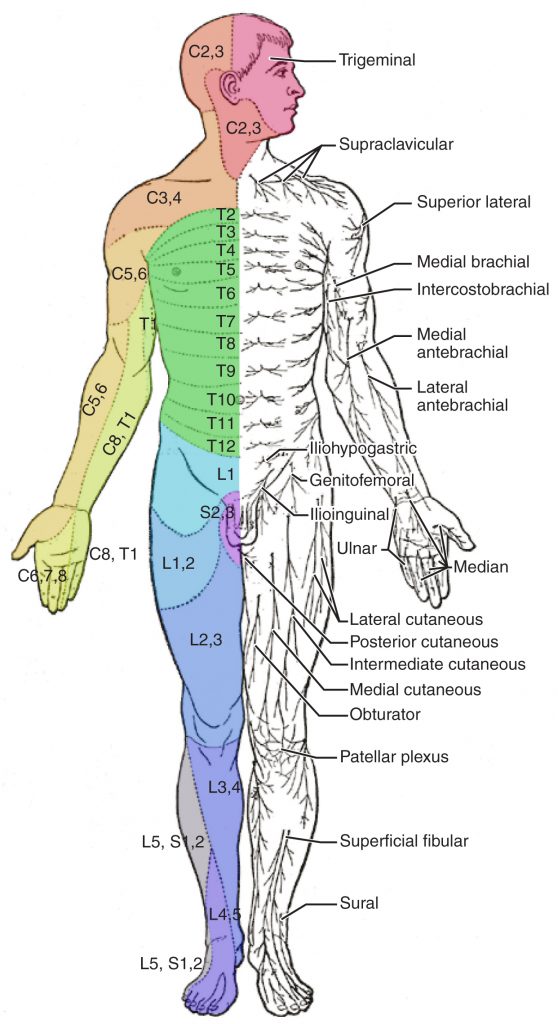 C2,3
Trigeminal
C2,3
Supraclavicular
C3,4
Superior lateral
T2
T3
T4
T5
C5,6
Medial brachial
T6
Intercostobrachial
T1
T7
T8
Medial
antebrachial
T9
C5,6
Lateral
antebrachial
T10
C8, T1
T11
T12
Iliohypogastric
L1
Genitofemoral
S2,3
Ilioinguinal
C8, T1
Ulnar
L1,2
Median
C6,7,8
Lateral cutaneous
L2,3
Posterior cutaneous
Intermediate cutaneous
Medial cutaneous
Obturator
Patellar plexus
L3,4
L5, S1,2
Superficial fibular
Sural
L4,5
L5, S1,2